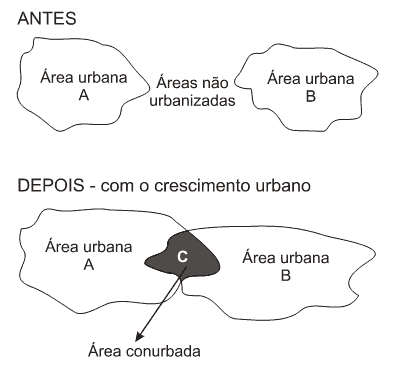 ANTES
Área urbana
A
Áreas não
urbanizadas
Área urbana
B
DEPOIS - com o crescimento urbano
Área urbana
A
C
Área urbana
B
Área conurbada